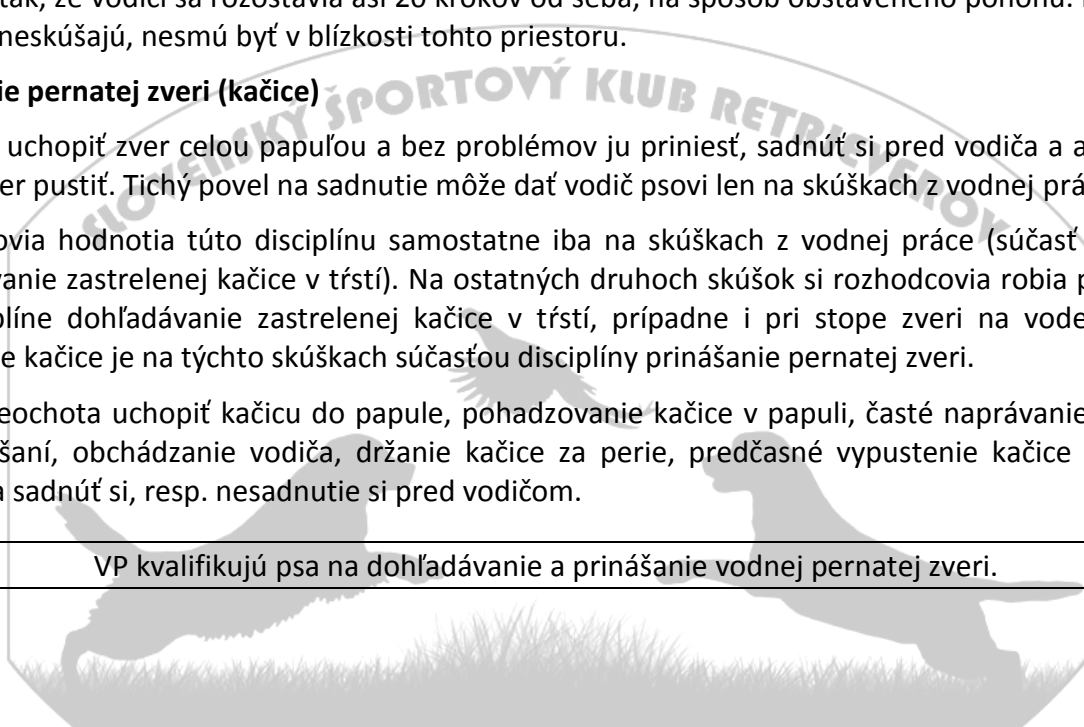 tak, že vodiči sa rozostavia asi 20 krokov od seba, na spôsob obstaveného pohonu.
neskúšajú, nesmú byť v blízkosti tohto priestoru.
ie pernatej zveri (kačice)
SLOVENSKÝ ŠPORTOVÝ KLUB RETRIEVEROV
uchopiť zver celou papuľou a bez problémov ju priniesť, sadnúť si pred vodiča a a
er pustiť. Tichý povel na sadnutie môže dať vodič psovi len na skúškach z vodnej prá
ovia hodnotia túto disciplínu samostatne iba na skúškach z vodnej práce (súčasť
vanie zastrelenej kačice v tŕstí). Na ostatných druhoch skúšok si rozhodcovia robia p
plíne dohľadávanie zastrelenej kačice v tŕstí, prípadne i pri stope zveri na vode
e kačice je na týchto skúškach súčasťou disciplíny prinášanie pernatej zveri.
eochota uchopiť kačicu do papule, pohadzovanie kačice v papuli, časté naprávanie
šaní, obchádzanie vodiča, držanie kačice za perie, predčasné vypustenie kačice
a sadnúť si, resp. nesadnutie si pred vodičom.
VP kvalifikujú psa na dohľadávanie a prinášanie vodnej pernatej zveri.